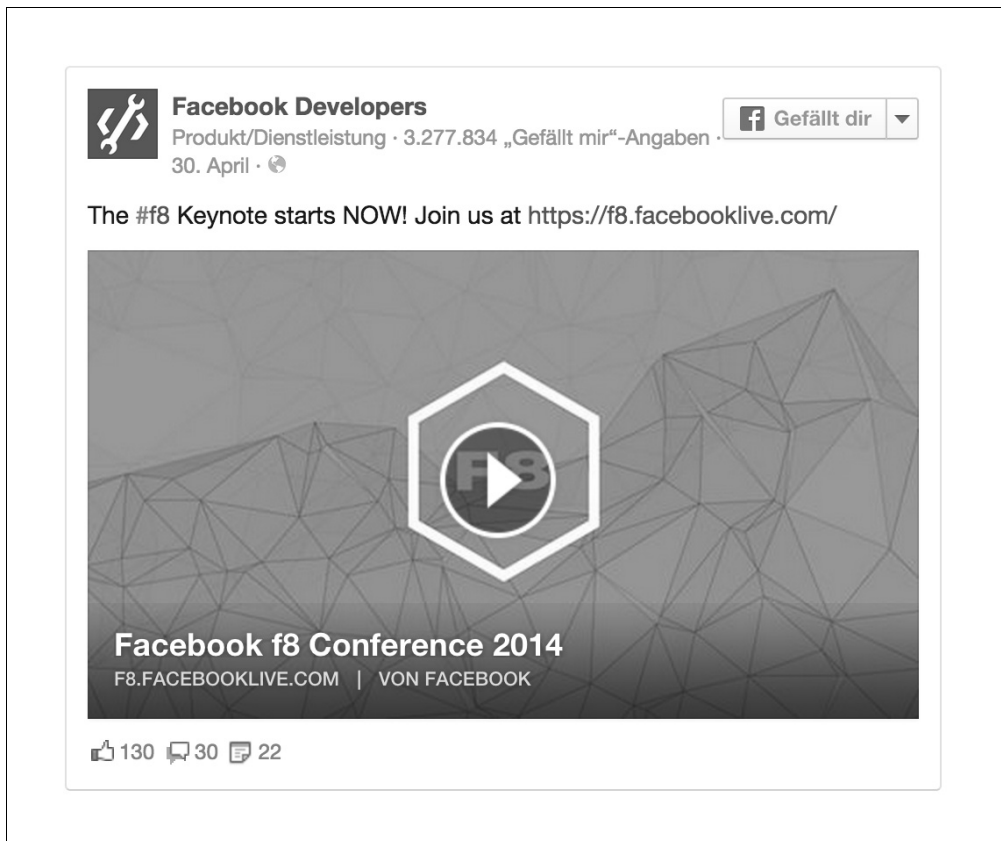 Facebook Developers
Gefällt dir
Produkt/Dienstleistung · 3.277.834 „Gefällt mir“-Angaben ·
30. April ·
The #f8 Keynote starts NOW! Join us at https://f8.facebooklive.com/
F8
Facebook f8 Conference 2014
F8.FACEBOOKLIVE.COM | VON FACEBOOK
130 30 22